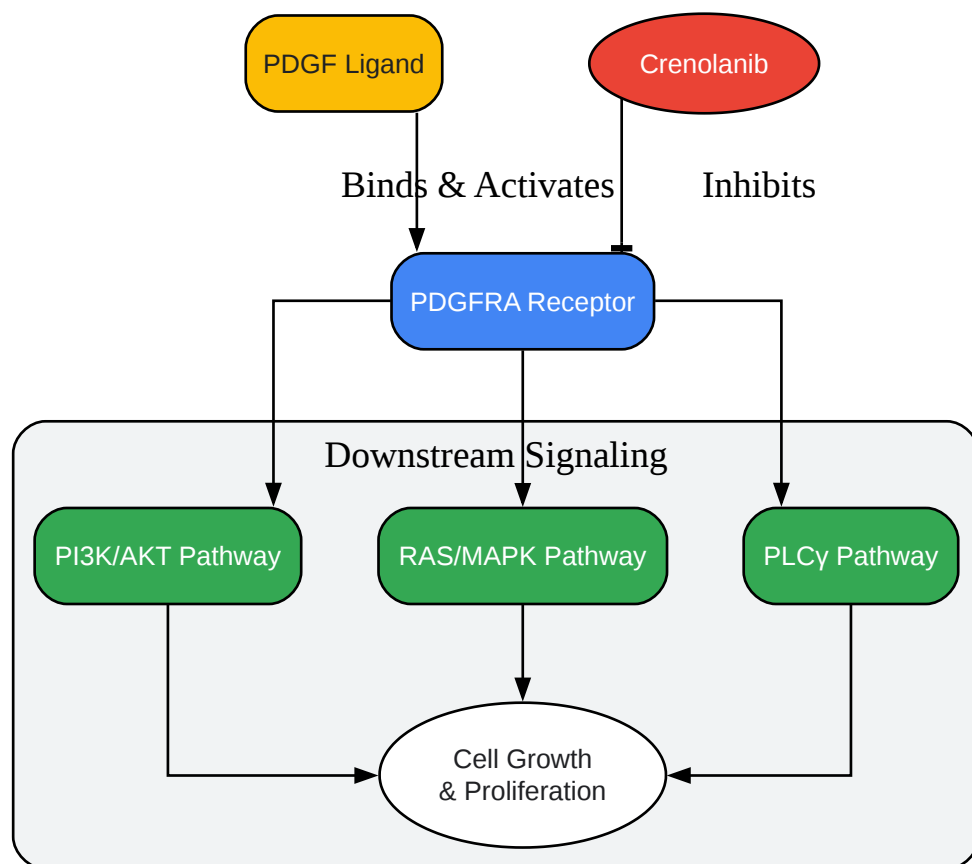 PDGF Ligand
Crenolanib
Binds & Activates
Inhibits
PDGFRA Receptor
Downstream Signaling
PI3K/AKT Pathway
RAS/MAPK Pathway
PLCγ Pathway
Cell Growth
& Proliferation